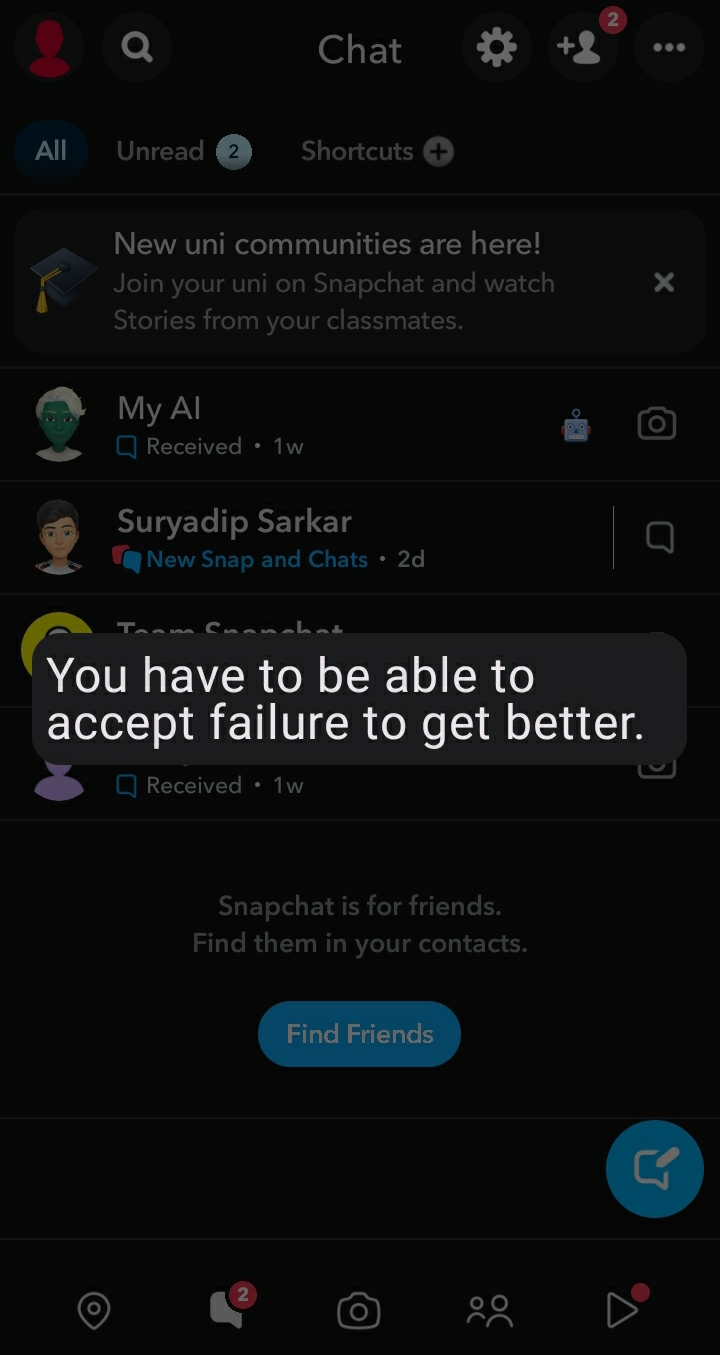 2
Chat
All Unread 2 Shortcuts
New uni communities are here!
Join your uni on Snapchat and watch
Stories from your classmates.
My AI
Received • 1w
Suryadip Sarkar
New Snap and Chats • 2d
Team Snapchat
You have to be able to
accept failure to get better.
Received • 1w
Snapchat is for friends.
Find them in your contacts.
Find Friends
2